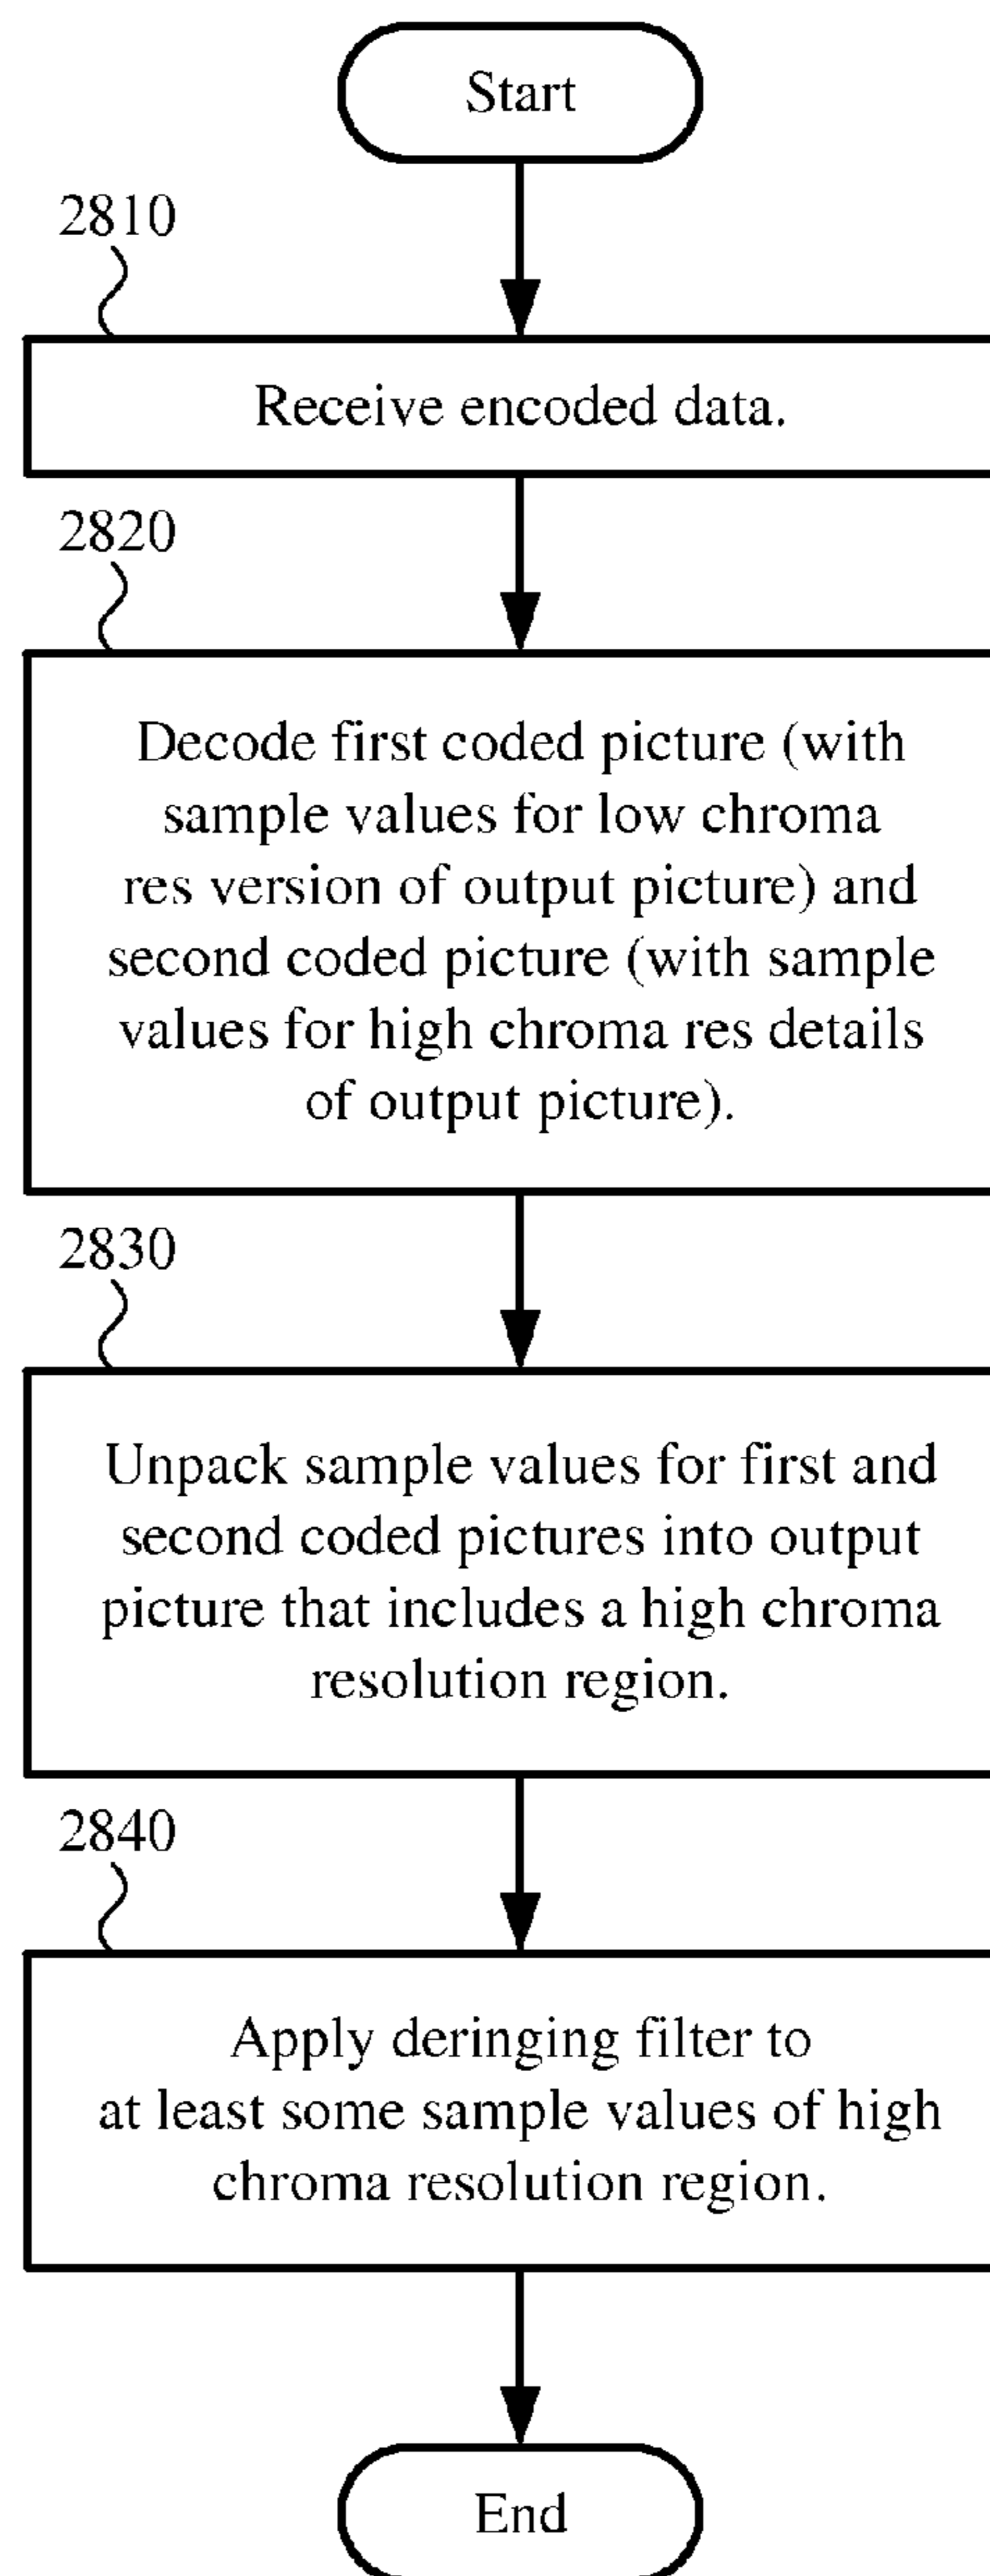 Start
2810
Receive encoded data.
2820
Decode first coded picture (with
sample values for low chroma
res version of output picture) and
second coded picture (with sample
values for high chroma res details
of output picture).
2830
Unpack sample values for first and
second coded pictures into output
picture that includes a high chroma
resolution region.
2840
Apply deringing filter to
at least some sample values of high
chroma resolution region.
End